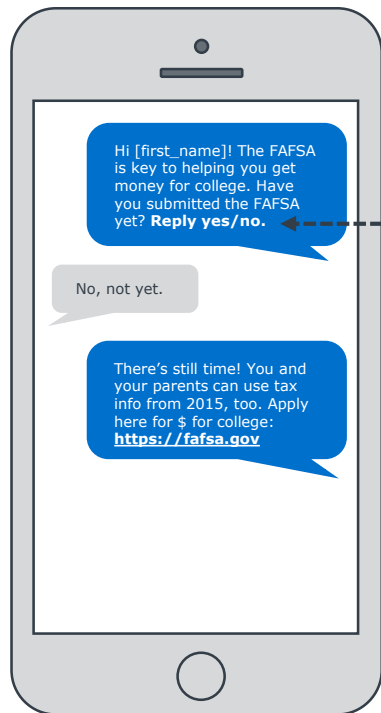 Hi [first_name]! The FAFSA
is key to helping you get
money for college. Have
you submitted the FAFSA
yet? Reply yes/no.
No, not yet.
There’s still time! You and
your parents can use tax
info from 2015, too. Apply
here for $ for college:
https://fafsa.gov